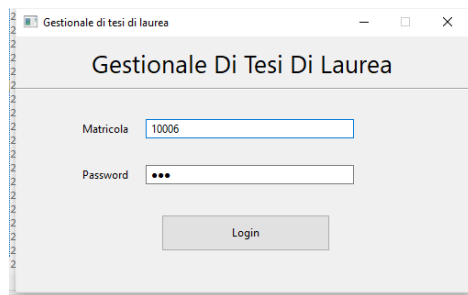 Gestionale di tesi di laurea
Gestionale Di Tesi Di Laurea
Matricola 10006
Password •••
Login